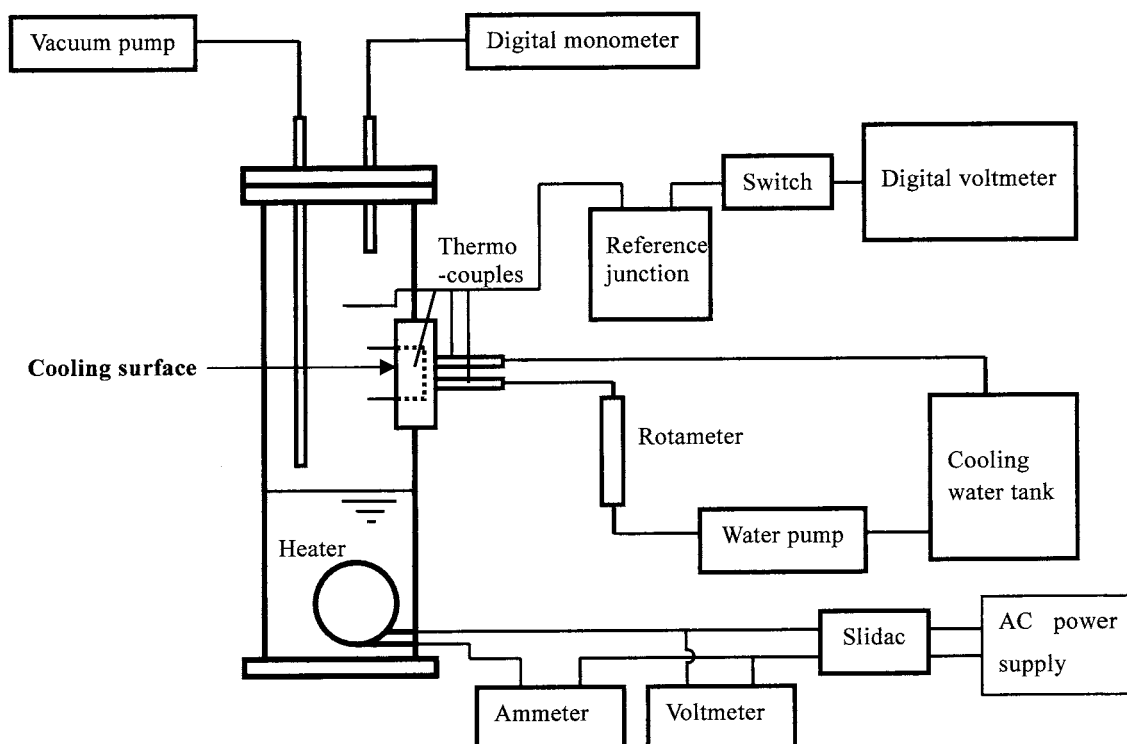 Vacuum pump
Digital monometer
Switch
Digital voltmeter
Thermo
-couples
Reference
junction
Cooling surface
Rotameter
Cooling
water tank
Water pump
Heater
Slidac
AC power
supply
Ammeter
Voltmeter